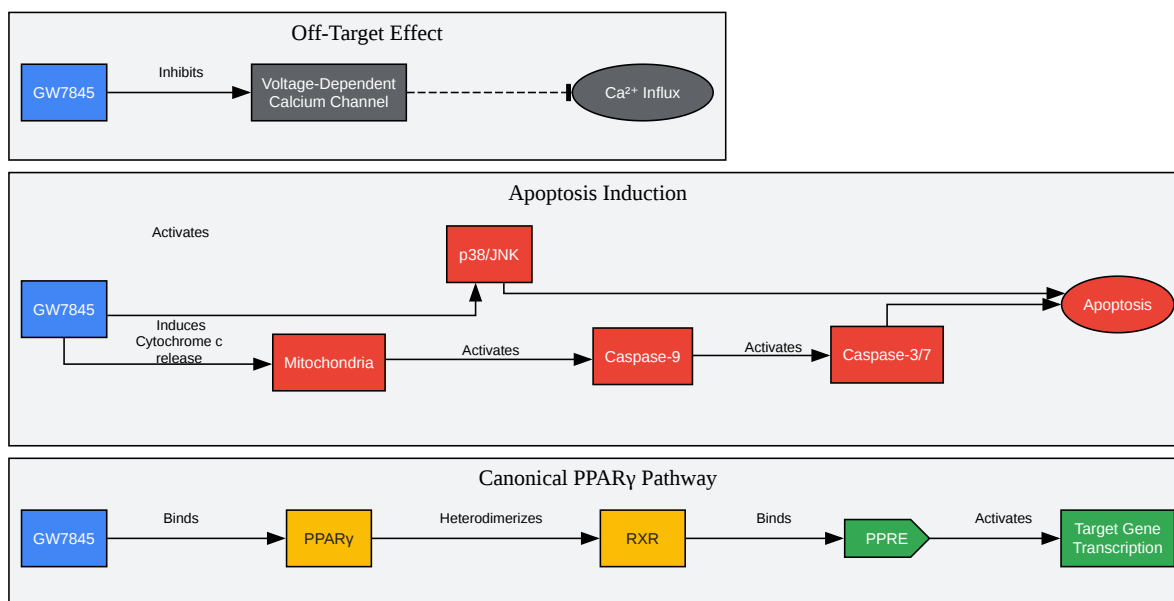 Off-Target Effect
GW7845
Inhibits
Voltage-Dependent
Calcium Channel
Ca²⁺ Influx
Apoptosis Induction
Activates
p38/JNK
GW7845
Induces
Cytochrome c
release
Mitochondria
Activates
Caspase-9
Activates
Caspase-3/7
Apoptosis
Canonical PPARγ Pathway
GW7845
Binds
PPARγ
Heterodimerizes
RXR
Binds
PPRE
Activates
Target Gene
Transcription